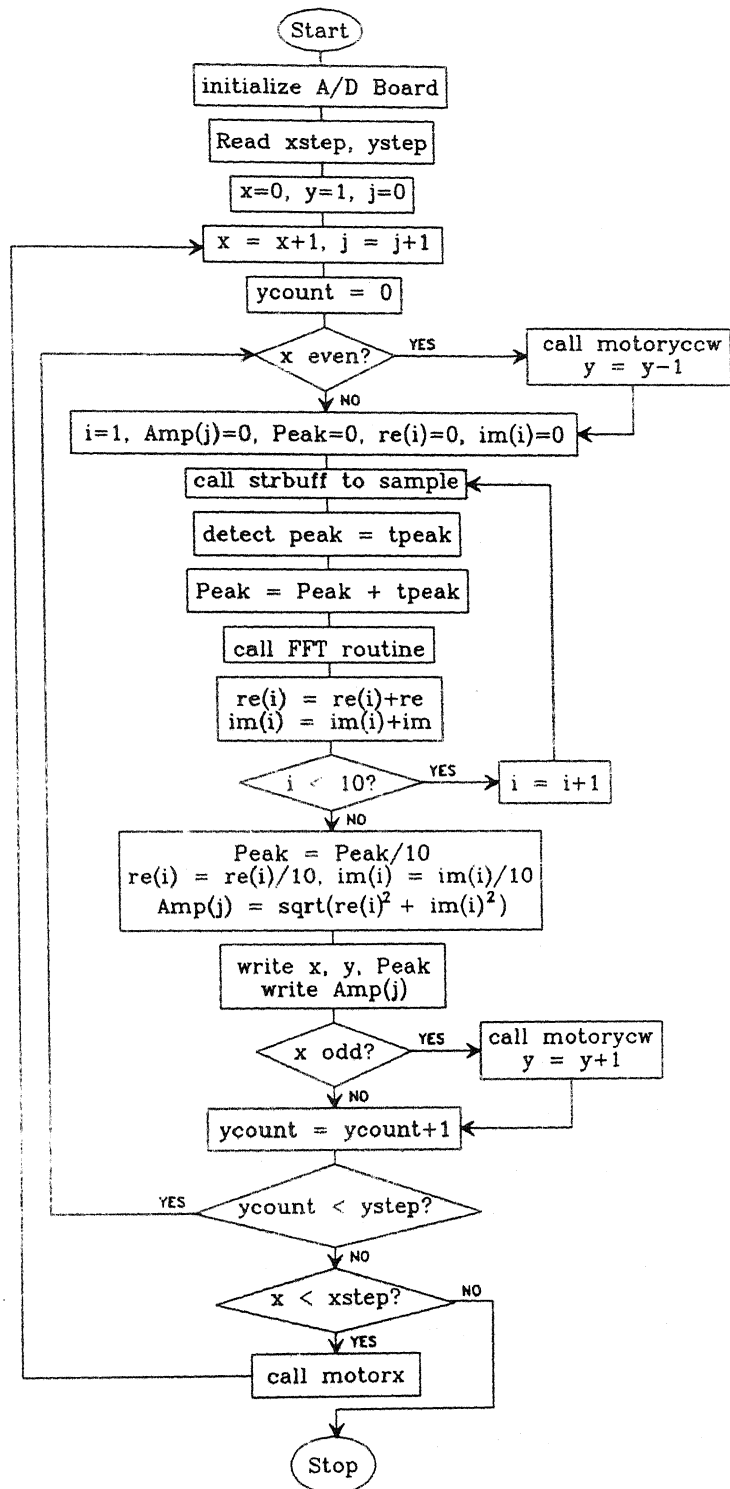 Start
initialize A/D Board
Read xstep, ystep
x=0, y=1, j=0
x = x+1, j = j+1
ycount = 0
x even?
YES
call motoryccw
y = y-1
NO
i=1, Amp(j)=0, Peak=0, re(i)=0, im(i)=0
call strbuff to sample
detect peak = tpeak
Peak = Peak + tpeak
call FFT routine
re(i) = re(i)+re
im(i) = im(i)+im
i < 10?
YES
i = i+1
NO
Peak = Peak/10
re(i) = re(i)/10, im(i) = im(i)/10
Amp(j) = sqrt(re(i)² + im(i)²)
write x, y, Peak
write Amp(j)
x odd?
YES
call motorycw
y = y+1
NO
ycount = ycount+1
YES
ycount < ystep?
NO
x < xstep?
NO
YES
call motorx
Stop